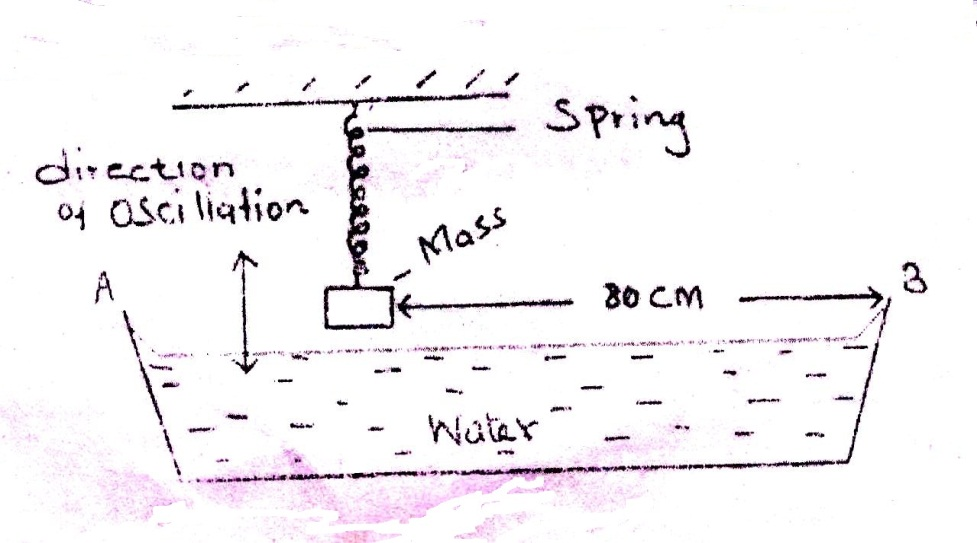 Spring
direction
of Oscillation
Mass
A
80 CM
B
Water